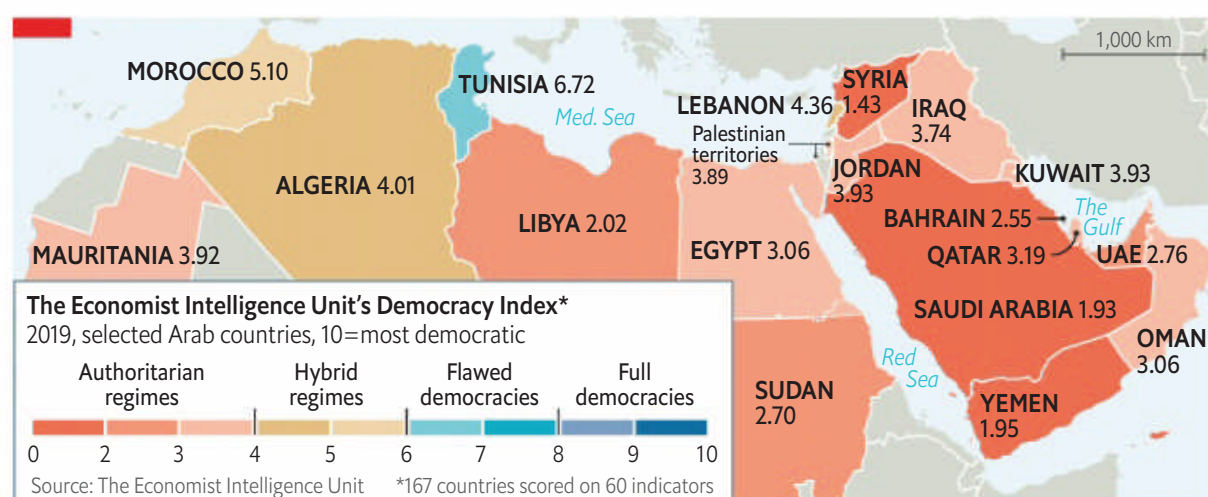 1,000 km
MOROCCO 5.10
TUNISIA 6.72
Med. Sea
LEBANON 4.36
SYRIA
1.43
IRAQ
3.74
Palestinian
territories
3.89
JORDAN
3.93
KUWAIT 3.93
ALGERIA 4.01
LIBYA 2.02
EGYPT 3.06
BAHRAIN 2.55
The
Gulf
QATAR 3.19
UAE 2.76
MAURITANIA 3.92
SAUDI ARABIA 1.93
OMAN
3.06
Red
Sea
SUDAN
2.70
YEMEN
1.95
The Economist Intelligence Unit's Democracy Index*
2019, selected Arab countries, 10=most democratic
Authoritarian
regimes
Hybrid
regimes
Flawed
democracies
Full
democracies
0 2 3 4 5 6 7 8 9 10
Source: The Economist Intelligence Unit *167 countries scored on 60 indicators